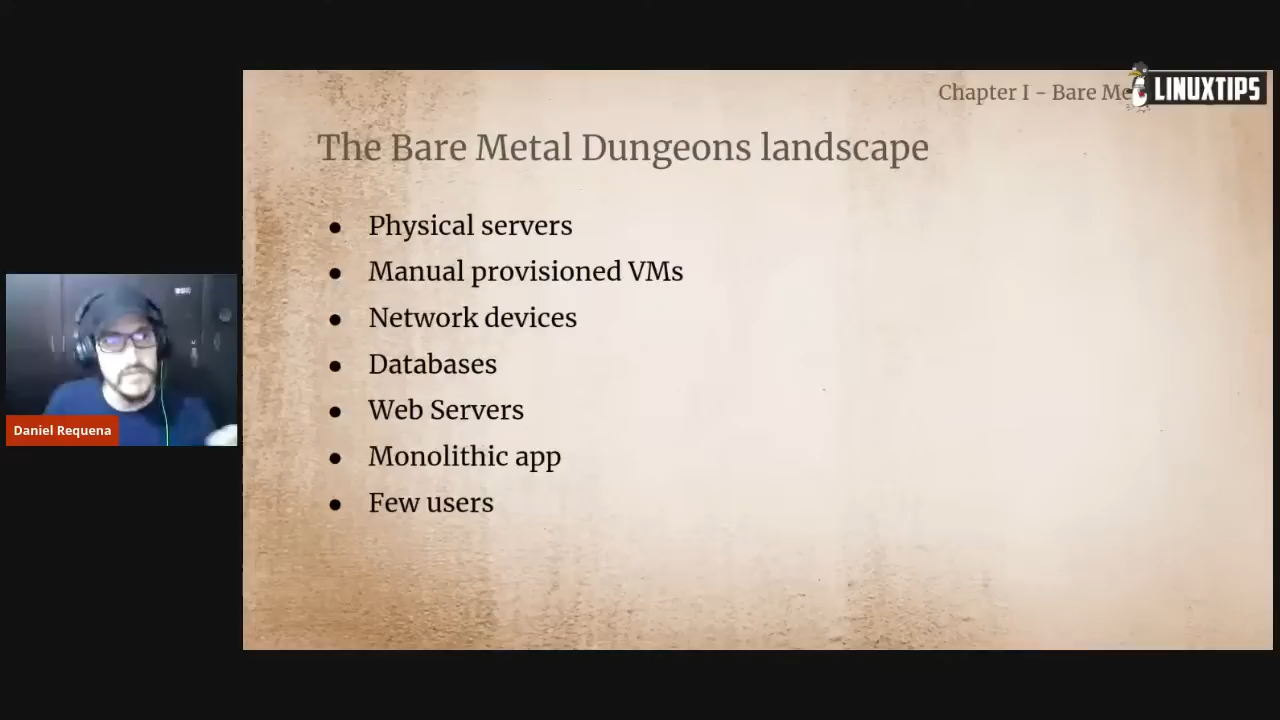 Chapter I - Bare
LINUXTIPS
The Bare Metal Dungeons landscape
● Physical servers
● Manual provisioned VMs
● Network devices
● Databases
● Web Servers
● Monolithic app
● Few users
Daniel Requena